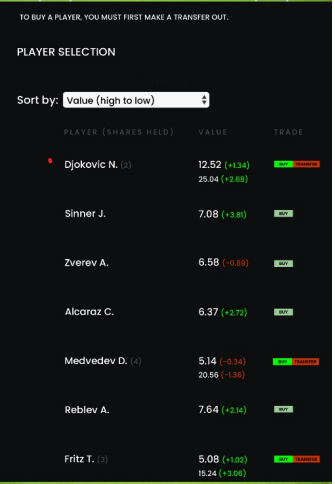 TO BUY A PLAYER, YOU MUST FIRST MAKE A TRANSFER OUT.
PLAYER SELECTION
Sort by: Value (high to low)
PLAYER (SHARES HELD) VALUE TRADE
Djokovic N. (2) 12.52 (+1.34) BUY TRANSFER
25.04 (+2.68)
Sinner J. 7.08 (+3.81) BUY
Zverev A. 6.58 (-0.89) BUY
Alcaraz C. 6.37 (+2.72) BUY
Medvedev D. (4) 5.14 (-0.34) BUY TRANSFER
20.56 (-1.36)
Reblev A. 7.64 (+2.14) BUY
Fritz T. (3) 5.08 (+1.02) BUY TRANSFER
15.24 (+3.06)